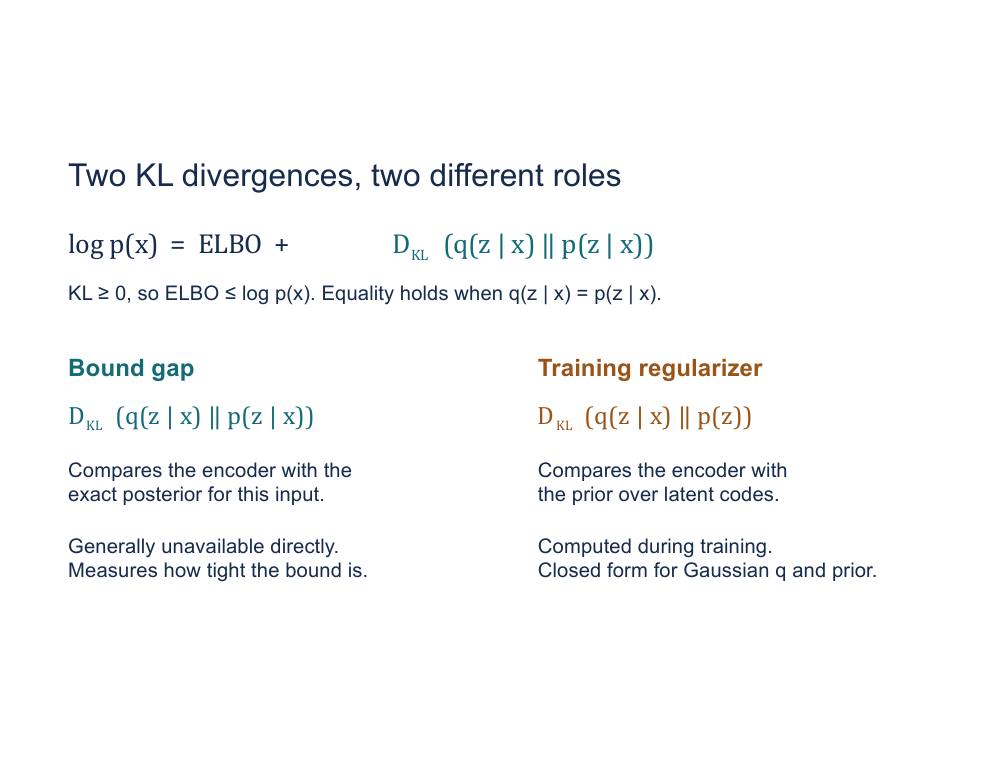 Two KL divergences, two different roles
log p(x) = ELBO + D_KL (q(z | x) ‖ p(z | x))
KL ≥ 0, so ELBO ≤ log p(x). Equality holds when q(z | x) = p(z | x).
Bound gap
D_KL (q(z | x) ‖ p(z | x))
Compares the encoder with the
exact posterior for this input.
Generally unavailable directly.
Measures how tight the bound is.
Training regularizer
D_KL (q(z | x) ‖ p(z))
Compares the encoder with
the prior over latent codes.
Computed during training.
Closed form for Gaussian q and prior.